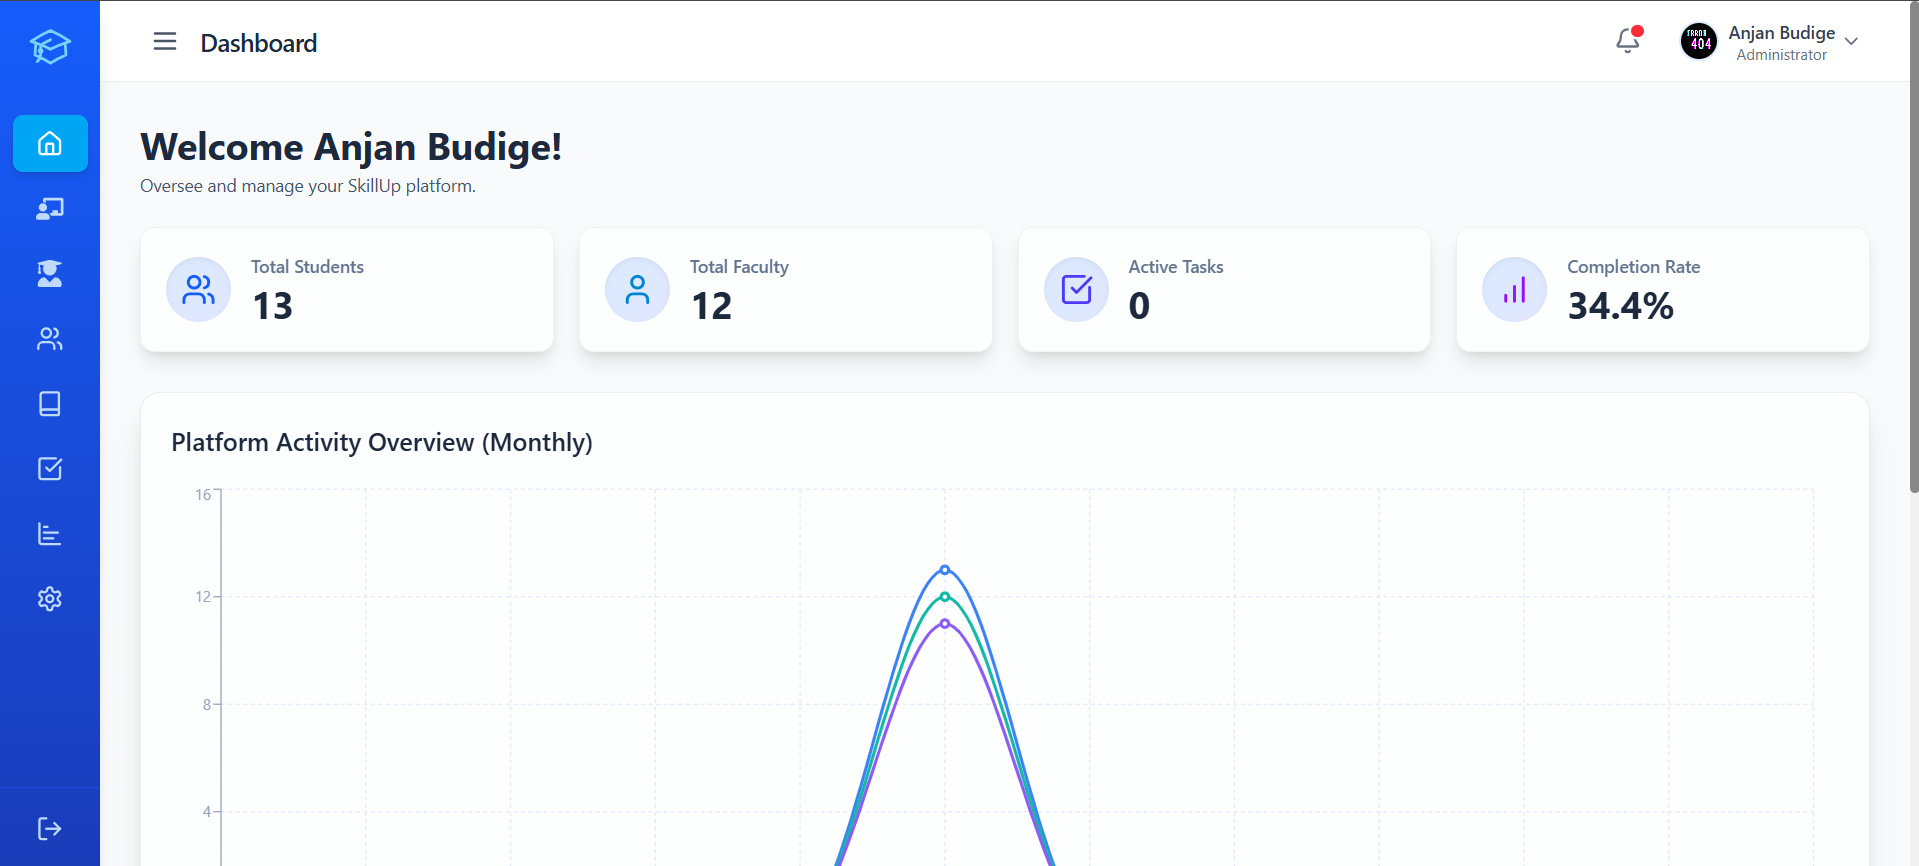 Dashboard
ERROR
404
Anjan Budige
Administrator
Welcome Anjan Budige!
Oversee and manage your SkillUp platform.
Total Students
13
Total Faculty
12
Active Tasks
0
Completion Rate
34.4%
Platform Activity Overview (Monthly)
16
12
8
4